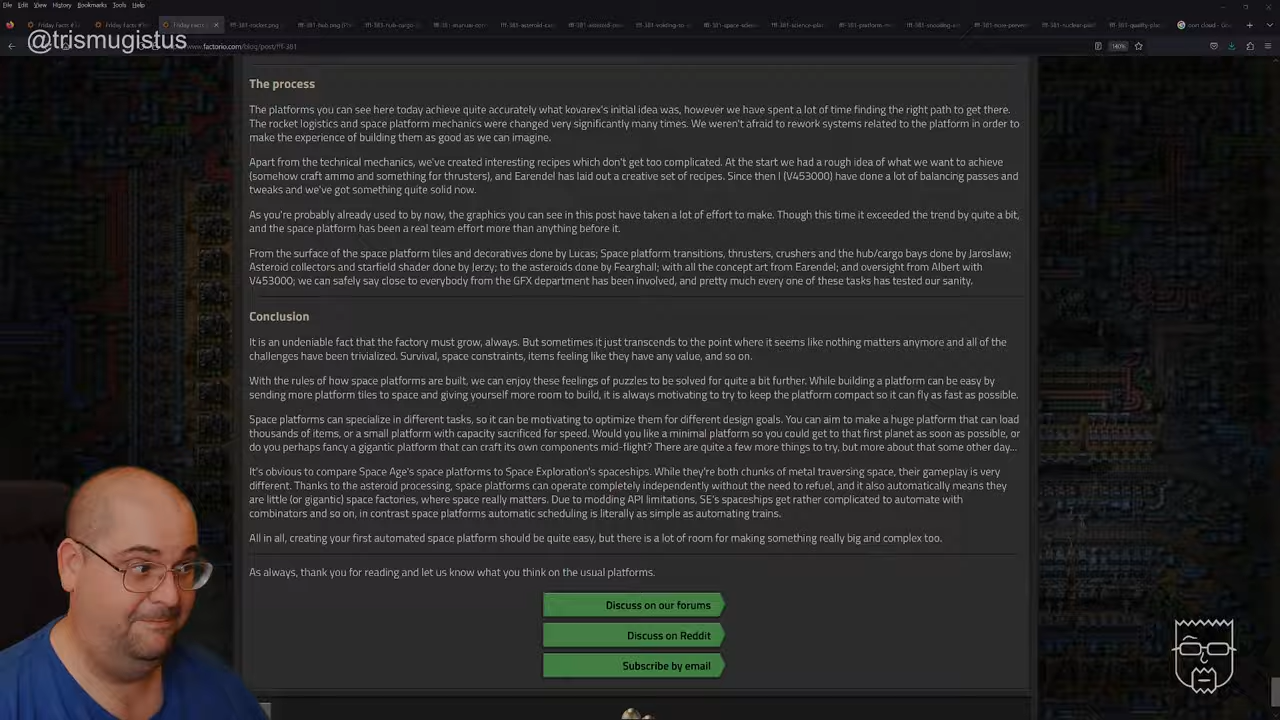 File Edit View History Bookmarks Tools Help
@trismugistus
www.factorio.com/blog/post/fff-381
140%
The process
The platforms you can see here today achieve quite accurately what kovarex's initial idea was, however we have spent a lot of time finding the right path to get there.
The rocket logistics and space platform mechanics were changed very significantly many times. We weren't afraid to rework systems related to the platform in order to
make the experience of building them as good as we can imagine.
Apart from the technical mechanics, we've created interesting recipes which don't get too complicated. At the start we had a rough idea of what we want to achieve
(somehow craft ammo and something for thrusters), and Earendel has laid out a creative set of recipes. Since then I (V453000) have done a lot of balancing passes and
tweaks and we've got something quite solid now.
As you're probably already used to by now, the graphics you can see in this post have taken a lot of effort to make. Though this time it exceeded the trend by quite a bit,
and the space platform has been a real team effort more than anything before it.
From the surface of the space platform tiles and decoratives done by Lucas; Space platform transitions, thrusters, crushers and the hub/cargo bays done by Jaroslaw;
Asteroid collectors and starfield shader done by Jerzy; to the asteroids done by Fearghall; with all the concept art from Earendel; and oversight from Albert with
V453000; we can safely say close to everybody from the GFX department has been involved, and pretty much every one of these tasks has tested our sanity.
Conclusion
It is an undeniable fact that the factory must grow, always. But sometimes it just transcends to the point where it seems like nothing matters anymore and all of the
challenges have been trivialized. Survival, space constraints, items feeling like they have any value, and so on.
With the rules of how space platforms are built, we can enjoy these feelings of puzzles to be solved for quite a bit further. While building a platform can be easy by
sending more platform tiles to space and giving yourself more room to build, it is always motivating to try to keep the platform compact so it can fly as fast as possible.
Space platforms can specialize in different tasks, so it can be motivating to optimize them for different design goals. You can aim to make a huge platform that can load
thousands of items, or a small platform with capacity sacrificed for speed. Would you like a minimal platform so you could get to that first planet as soon as possible, or
do you perhaps fancy a gigantic platform that can craft its own components mid-flight? There are quite a few more things to try, but more about that some other day...
It's obvious to compare Space Age's space platforms to Space Exploration's spaceships. While they're both chunks of metal traversing space, their gameplay is very
different. Thanks to the asteroid processing, space platforms can operate completely independently without the need to refuel, and it also automatically means they
are little (or gigantic) space factories, where space really matters. Due to modding API limitations, SE's spaceships get rather complicated to automate with
combinators and so on, in contrast space platforms automatic scheduling is literally as simple as automating trains.
All in all, creating your first automated space platform should be quite easy, but there is a lot of room for making something really big and complex too.
As always, thank you for reading and let us know what you think on the usual platforms.
Discuss on our forums
Discuss on Reddit
Subscribe by email